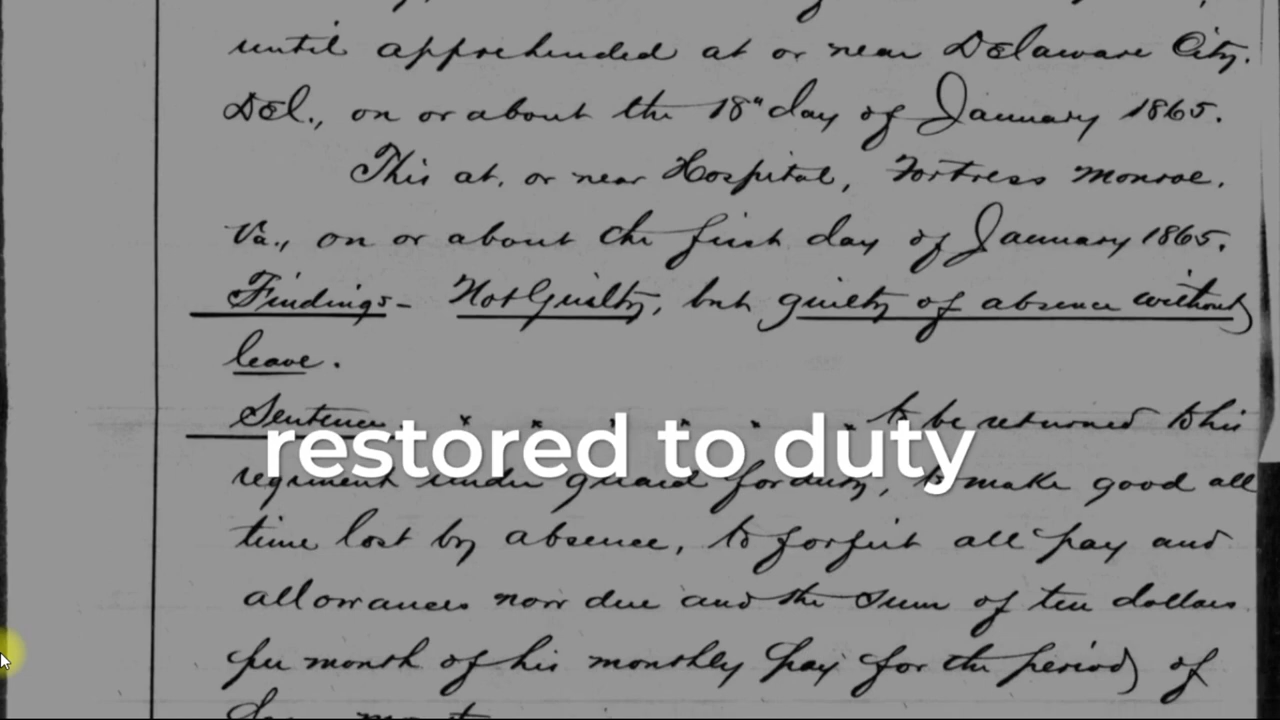 until apprehended at or near Delaware City.
Del., on or about the 18" day of January 1865.
This at, or near Hospital, Fortress Monroe.
Va., on or about the first day of January 1865.
Findings - Not Guilty, but guilty of absence without
leave.
Sentence, " " " " " " to be returned to his
restored to duty
regiment under guard for duty, to make good all
time lost by absence, to forfeit all pay and
allowances now due and the sum of ten dollars
per month of his monthly pay for the period of